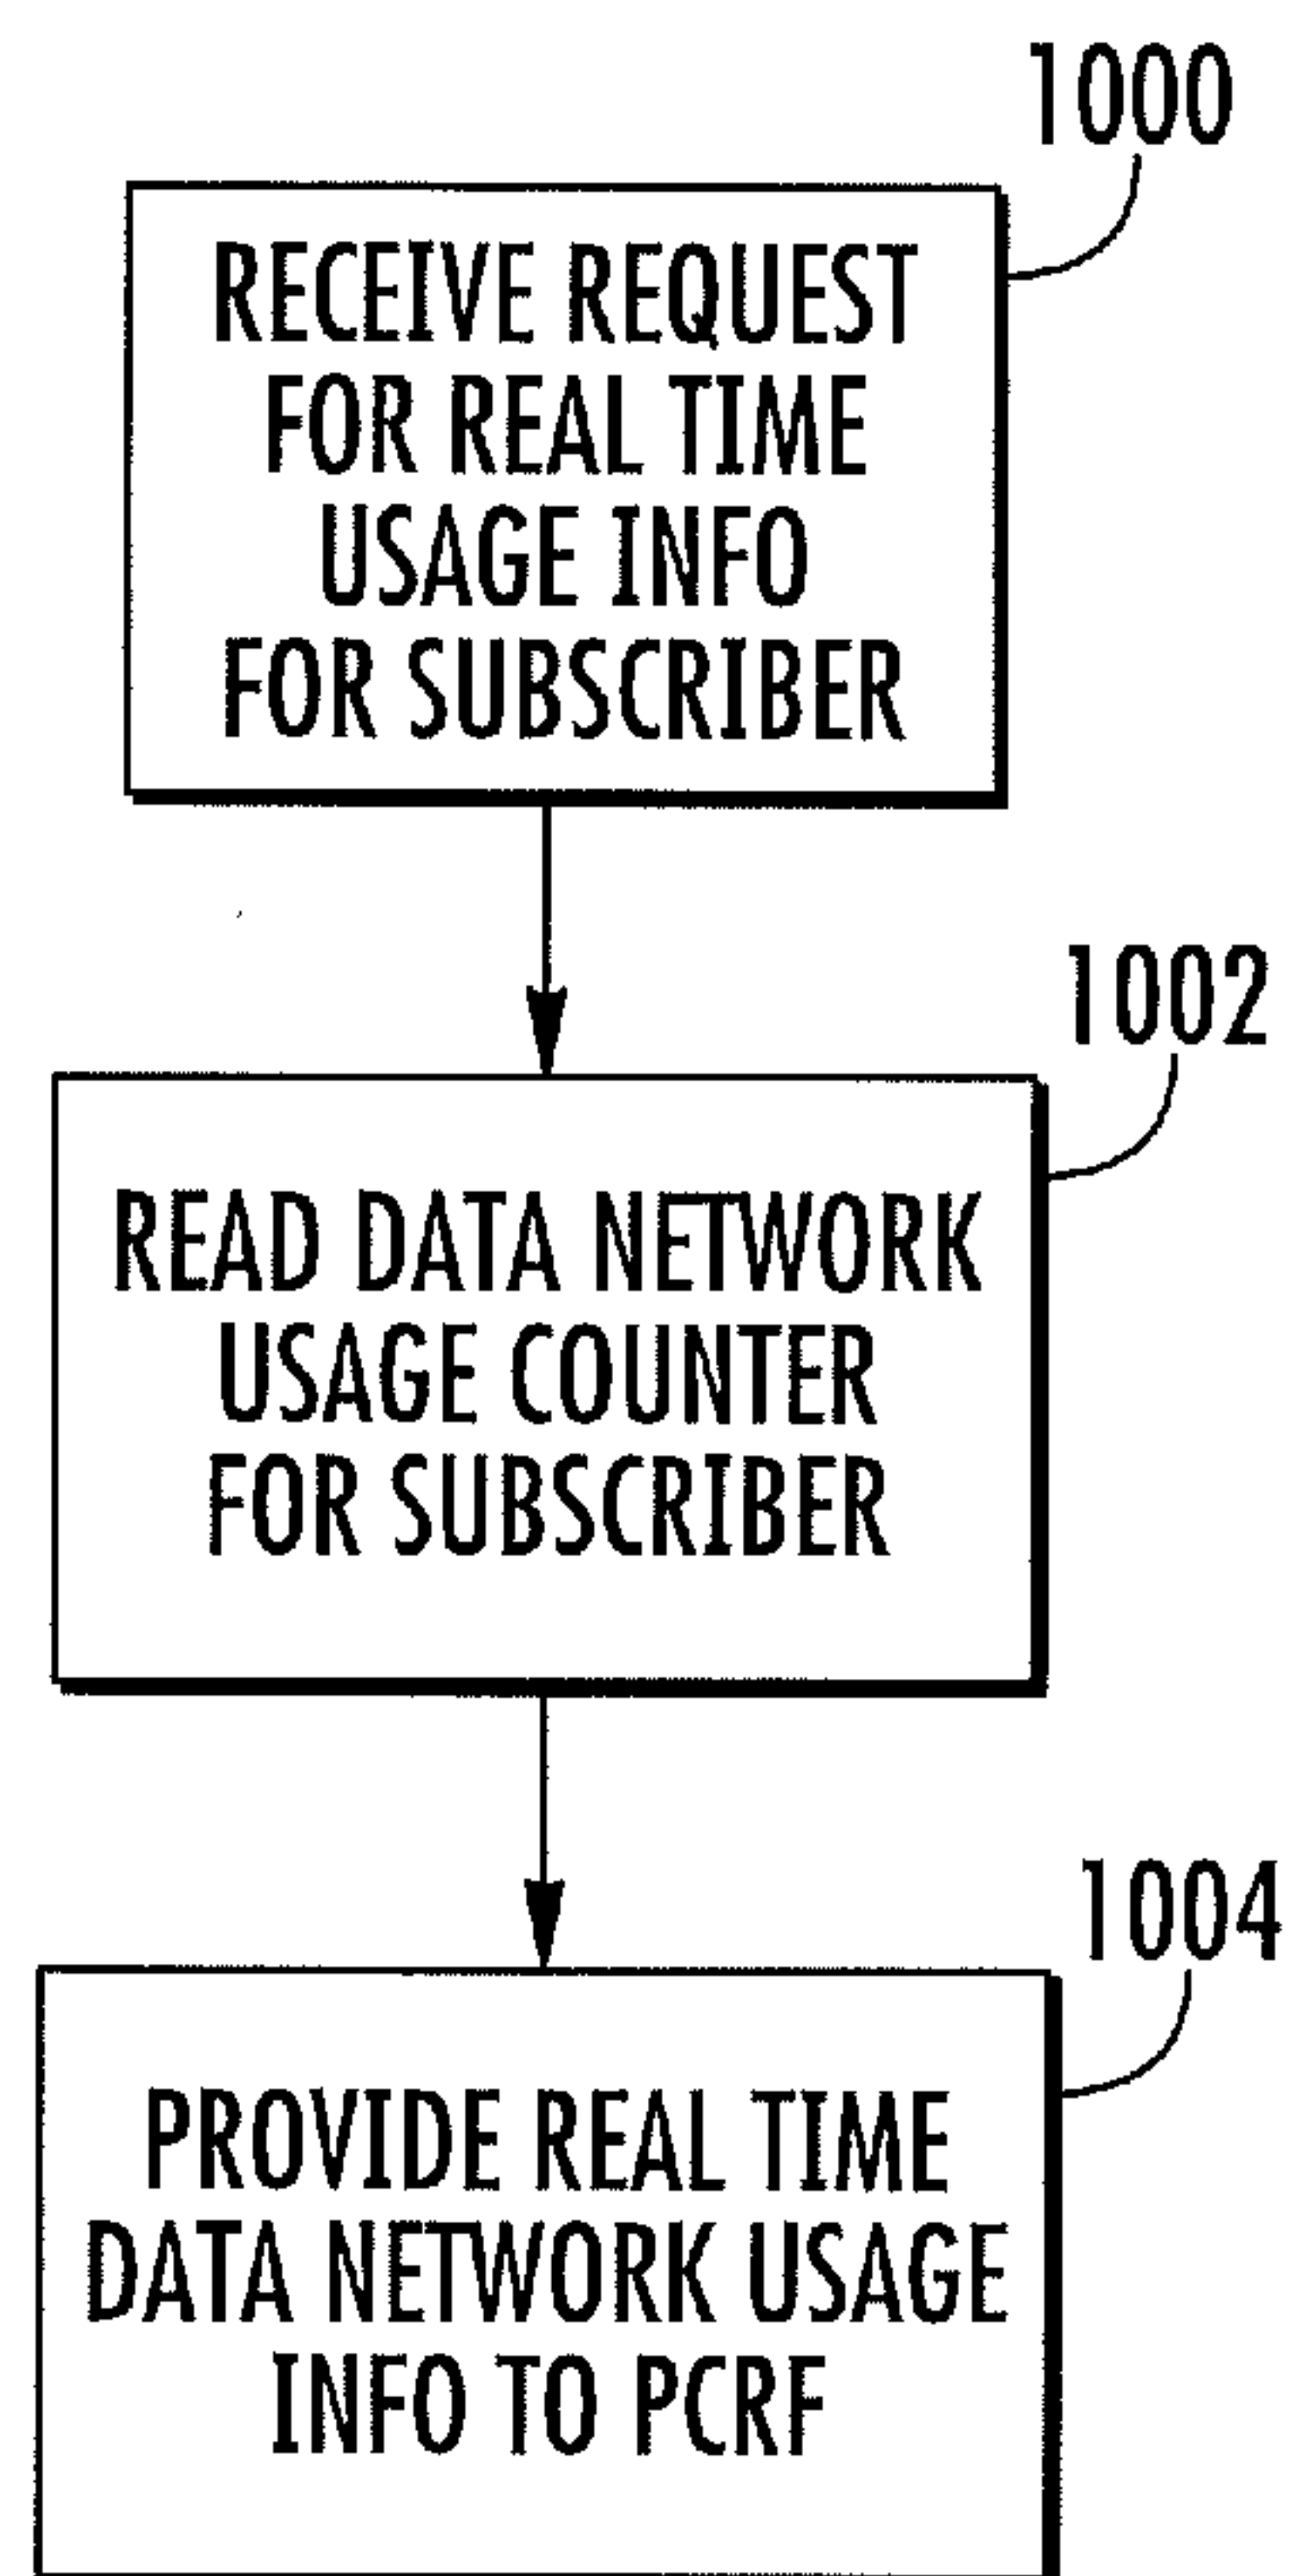 1000
RECEIVE REQUEST
FOR REAL TIME
USAGE INFO
FOR SUBSCRIBER
1002
READ DATA NETWORK
USAGE COUNTER
FOR SUBSCRIBER
1004
PROVIDE REAL TIME
DATA NETWORK USAGE
INFO TO PCRF